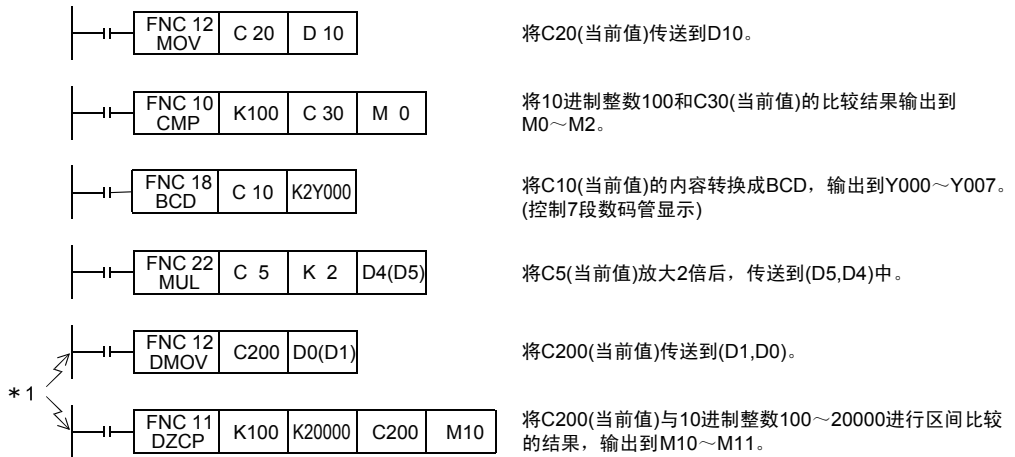 FNC 12
MOV
C 20
D 10
将C20(当前值)传送到D10。
FNC 10
CMP
K100
C 30
M 0
将10进制整数100和C30(当前值)的比较结果输出到
M0～M2。
FNC 18
BCD
C 10
K2Y000
将C10(当前值)的内容转换成BCD，输出到Y000～Y007。
(控制7段数码管显示)
FNC 22
MUL
C 5
K 2
D4(D5)
将C5(当前值)放大2倍后，传送到(D5,D4)中。
FNC 12
DMOV
C200
D0(D1)
将C200(当前值)传送到(D1,D0)。
*1
FNC 11
DZCP
K100
K20000
C200
M10
将C200(当前值)与10进制整数100～20000进行区间比较
的结果，输出到M10～M11。